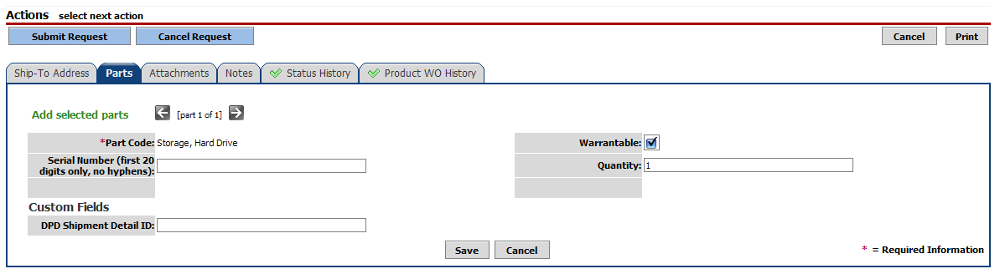 Actions select next action
Submit Request Cancel Request Cancel Print
Ship-To Address Parts Attachments Notes Status History Product WO History
Add selected parts [part 1 of 1]
*Part Code: Storage, Hard Drive Warrantable:
Serial Number (first 20
digits only, no hyphens): Quantity: 1
Custom Fields
DPD Shipment Detail ID:
Save Cancel * = Required Information